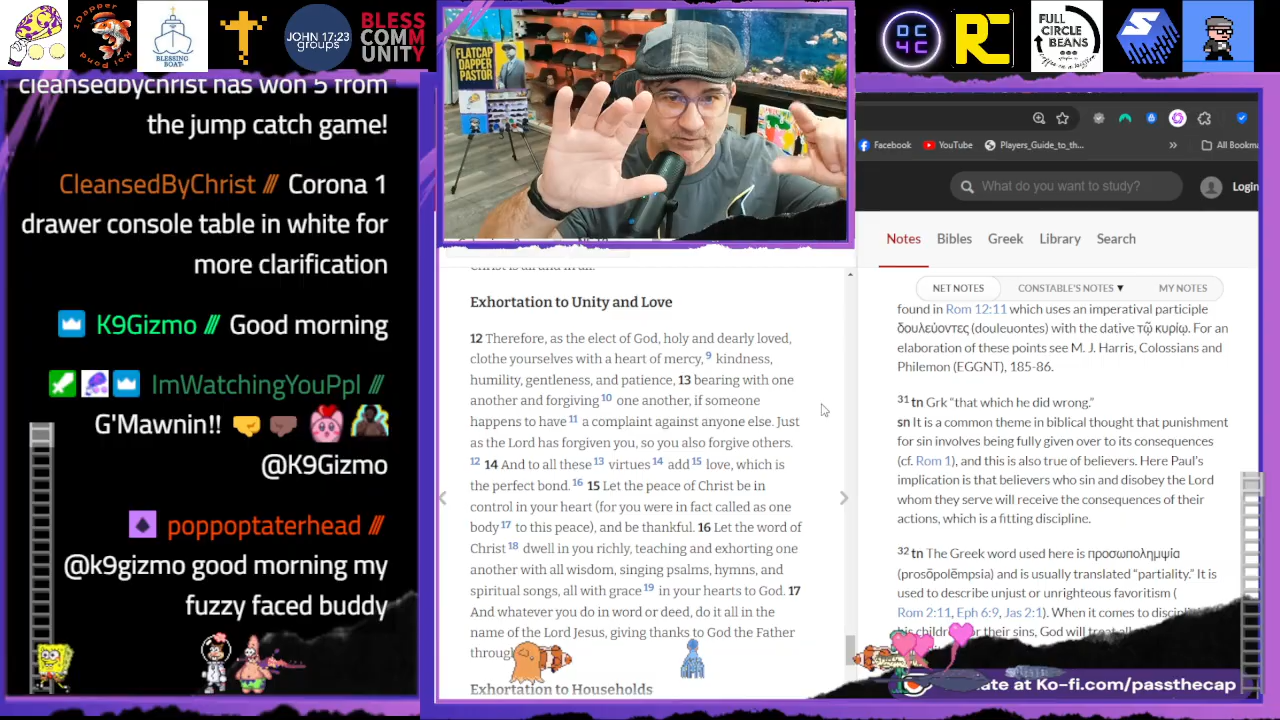 BLESSING BOAT
JOHN 17:23
groups
BLESS
COMM
UNITY
FULL
CIRCLE
BEANS
cleansedbychrist has won 5 from
the jump catch game!
CleansedByChrist /// Corona 1
drawer console table in white for
more clarification
K9Gizmo /// Good morning
ImWatchingYouPpl ///
G'Mawnin!!
@K9Gizmo
poppoptaterhead ///
@k9gizmo good morning my
fuzzy faced buddy
FLATCAP
DAPPER
PASTOR
Christ is all and in all.
Exhortation to Unity and Love
12 Therefore, as the elect of God, holy and dearly loved,
clothe yourselves with a heart of mercy, 9 kindness,
humility, gentleness, and patience, 13 bearing with one
another and forgiving 10 one another, if someone
happens to have 11 a complaint against anyone else. Just
as the Lord has forgiven you, so you also forgive others.
12 14 And to all these 13 virtues 14 add 15 love, which is
the perfect bond. 16 15 Let the peace of Christ be in
control in your heart (for you were in fact called as one
body 17 to this peace), and be thankful. 16 Let the word of
Christ 18 dwell in you richly, teaching and exhorting one
another with all wisdom, singing psalms, hymns, and
spiritual songs, all with grace 19 in your hearts to God. 17
And whatever you do in word or deed, do it all in the
name of the Lord Jesus, giving thanks to God the Father
Exhortation to Households
Facebook YouTube Players_Guide_to_th... » All Bookma
What do you want to study? Login
Notes Bibles Greek Library Search
NET NOTES CONSTABLE'S NOTES ▼ MY NOTES
found in Rom 12:11 which uses an imperatival participle
δουλεύοντες (douleuontes) with the dative τῷ κυρίῳ. For an
elaboration of these points see M. J. Harris, Colossians and
Philemon (EGGNT), 185-86.
31 tn Grk “that which he did wrong.”
sn It is a common theme in biblical thought that punishment
for sin involves being fully given over to its consequences
(cf. Rom 1), and this is also true of believers. Here Paul's
implication is that believers who sin and disobey the Lord
whom they serve will receive the consequences of their
actions, which is a fitting discipline.
32 tn The Greek word used here is προσωπολημψία
(prosōpolēmpsia) and is usually translated “partiality.” It is
used to describe unjust or unrighteous favoritism (
Rom 2:11, Eph 6:9, Jas 2:1). When it comes to
for their sins, God will treat all
at Ko-fi.com/passthecap